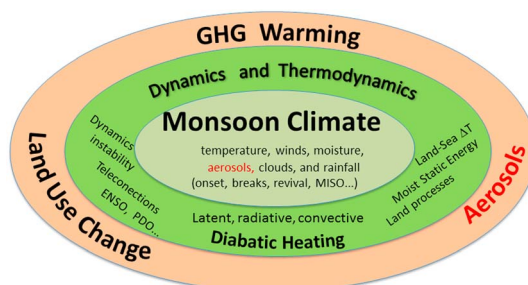 GHG Warming
Dynamics and Thermodynamics
Monsoon Climate
temperature, winds, moisture,
aerosols, clouds, and rainfall
(onset, breaks, revival, MISO...)
Dynamics
instability
Teleconections
ENSO, PDO...
Land-Sea ΔT
Moist Static Energy
Land processes
Latent, radiative, convective
Diabatic Heating
Land Use Change
Aerosols